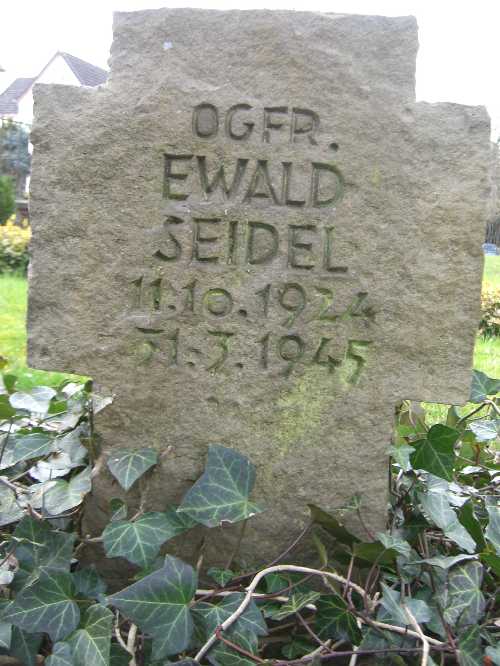 OGFR.
EWALD
SEIDEL
11.10.1924
31.3.1945